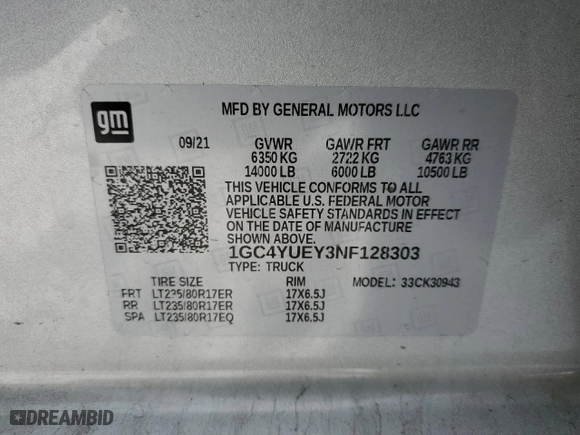 gm
MFD BY GENERAL MOTORS LLC
09/21 GVWR GAWR FRT GAWR RR
6350 KG 2722 KG 4763 KG
14000 LB 6000 LB 10500 LB
THIS VEHICLE CONFORMS TO ALL
APPLICABLE U.S. FEDERAL MOTOR
VEHICLE SAFETY STANDARDS IN EFFECT
ON THE DATE OF MANUFACTURE
SHOWN ABOVE.
1GC4YUEY3NF128303
TYPE: TRUCK
TIRE SIZE RIM MODEL: 33CK30943
FRT LT235/80R17ER 17X6.5J
RR LT235/80R17ER 17X6.5J
SPA LT235/80R17EQ 17X6.5J
DREAMBID